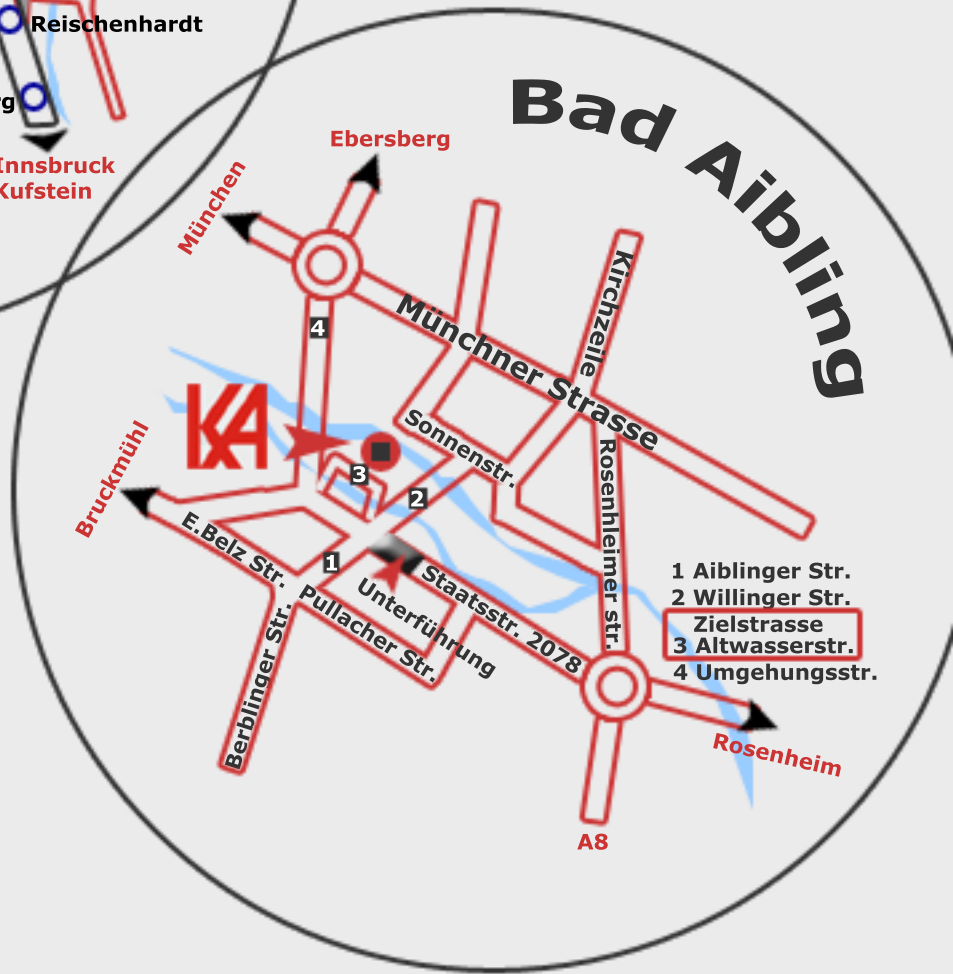 Reischenhardt
rg
Innsbruck
Kufstein
Bad Aibling
Ebersberg
München
4
Münchner Strasse
Kirchzeile
KA
Sonnenstr.
Rosenhleimer str.
Bruckmühl
3
2
E.Belz Str.
1
Staatsstr. 2078
Unterführung
Pullacher Str.
Berblinger Str.
1 Aiblinger Str.
2 Willinger Str.
Zielstrasse
3 Altwasserstr.
4 Umgehungsstr.
Rosenheim
A8